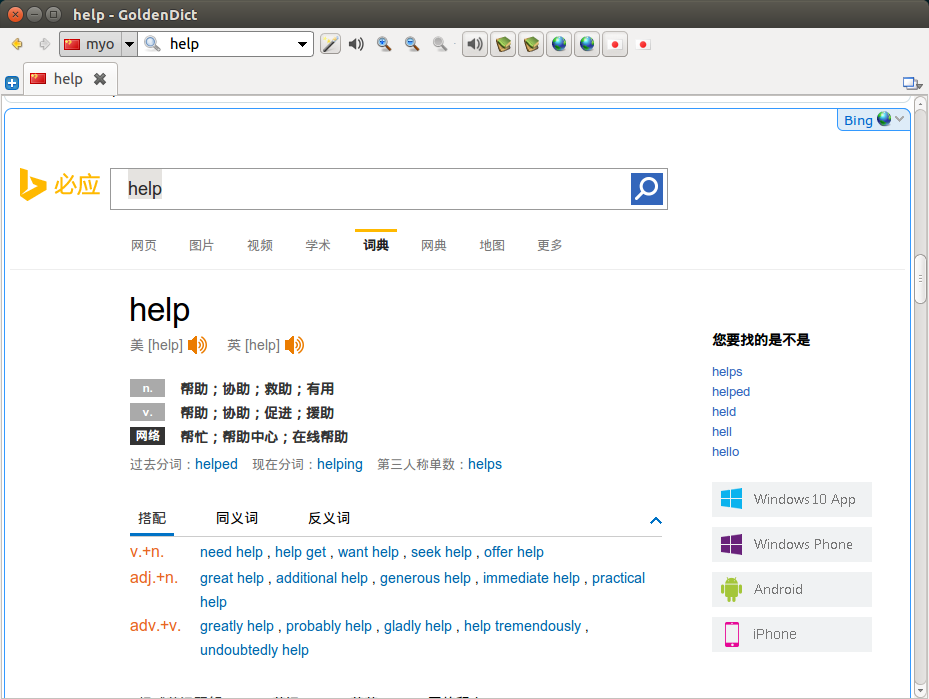 help - GoldenDict
myo help
help
Bing
必应 help
网页 图片 视频 学术 词典 网典 地图 更多
help
美 [help] 英 [help]
n. 帮助；协助；救助；有用
v. 帮助；协助；促进；援助
网络 帮忙；帮助中心；在线帮助
过去分词：helped 现在分词：helping 第三人称单数：helps
搭配 同义词 反义词
v.+n. need help , help get , want help , seek help , offer help
adj.+n. great help , additional help , generous help , immediate help , practical
help
adv.+v. greatly help , probably help , gladly help , help tremendously ,
undoubtedly help
您要找的是不是
helps
helped
held
hell
hello
Windows10 App
Windows Phone
Android
iPhone